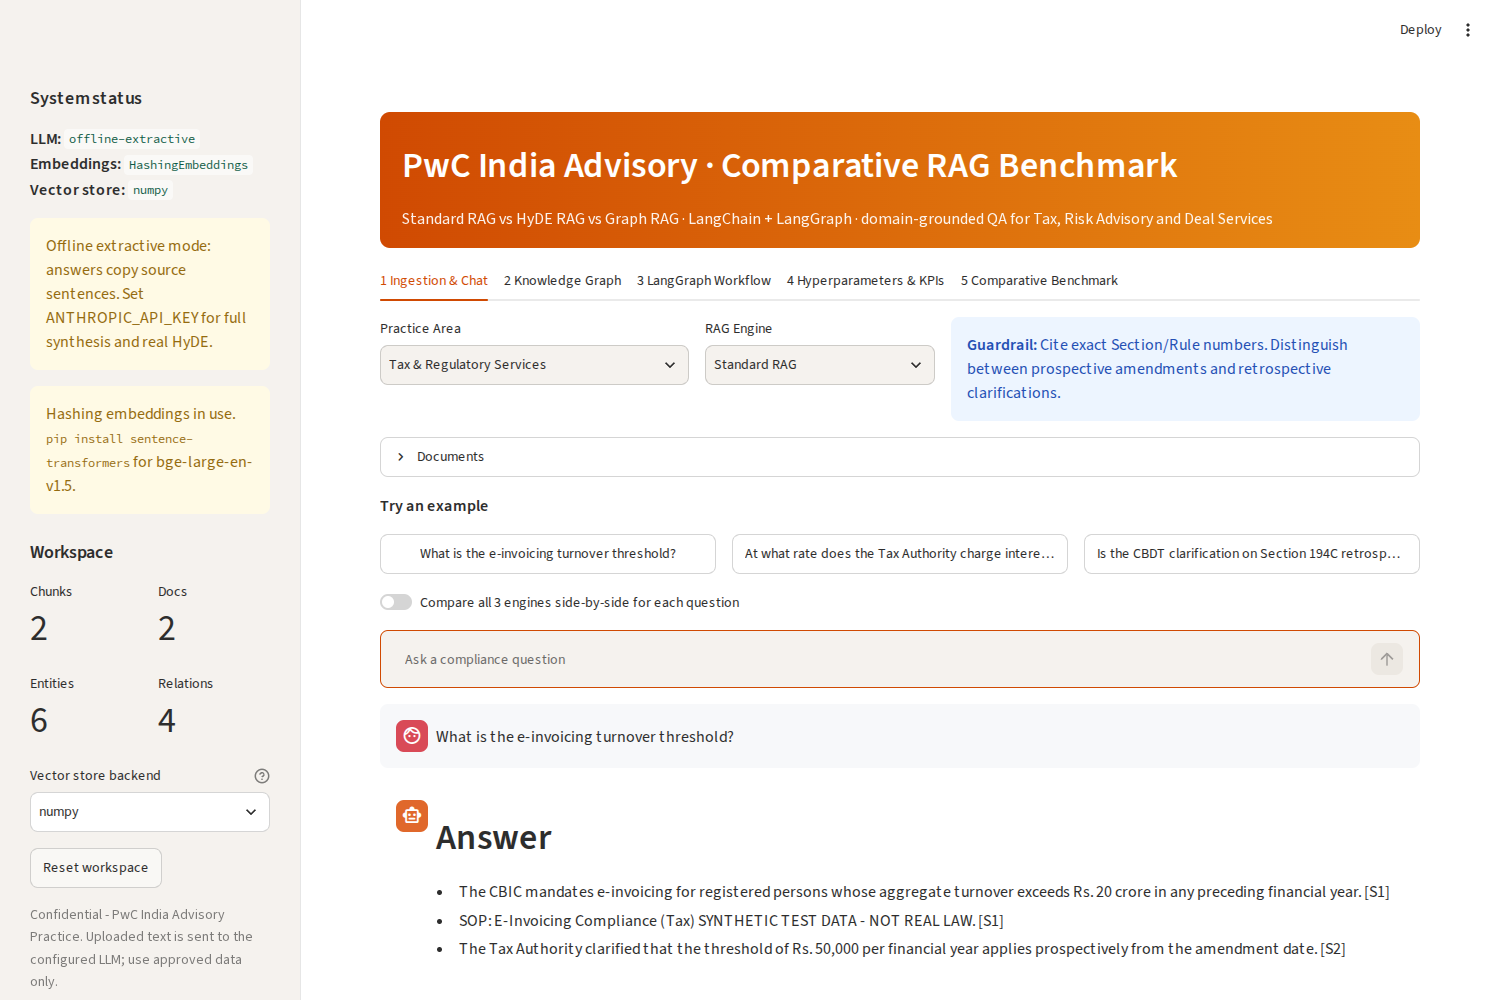 Deploy
System status
LLM: offline-extractive
Embeddings: HashingEmbeddings
Vector store: numpy
Offline extractive mode:
answers copy source
sentences. Set
ANTHROPIC_API_KEY for full
synthesis and real HyDE.
Hashing embeddings in use.
pip install sentence-
transformers for bge-large-en-
v1.5.
Workspace
Chunks Docs
2 2
Entities Relations
6 4
Vector store backend
numpy
Reset workspace
Confidential - PwC India Advisory
Practice. Uploaded text is sent to the
configured LLM; use approved data
only.
PwC India Advisory · Comparative RAG Benchmark
Standard RAG vs HyDE RAG vs Graph RAG · LangChain + LangGraph · domain-grounded QA for Tax, Risk Advisory and Deal Services
1 Ingestion & Chat 2 Knowledge Graph 3 LangGraph Workflow 4 Hyperparameters & KPIs 5 Comparative Benchmark
Practice Area RAG Engine
Tax & Regulatory Services Standard RAG
Guardrail: Cite exact Section/Rule numbers. Distinguish
between prospective amendments and retrospective
clarifications.
Documents
Try an example
What is the e-invoicing turnover threshold? At what rate does the Tax Authority charge intere... Is the CBDT clarification on Section 194C retrosp...
Compare all 3 engines side-by-side for each question
Ask a compliance question
What is the e-invoicing turnover threshold?
Answer
• The CBIC mandates e-invoicing for registered persons whose aggregate turnover exceeds Rs. 20 crore in any preceding financial year. [S1]
• SOP: E-Invoicing Compliance (Tax) SYNTHETIC TEST DATA - NOT REAL LAW. [S1]
• The Tax Authority clarified that the threshold of Rs. 50,000 per financial year applies prospectively from the amendment date. [S2]